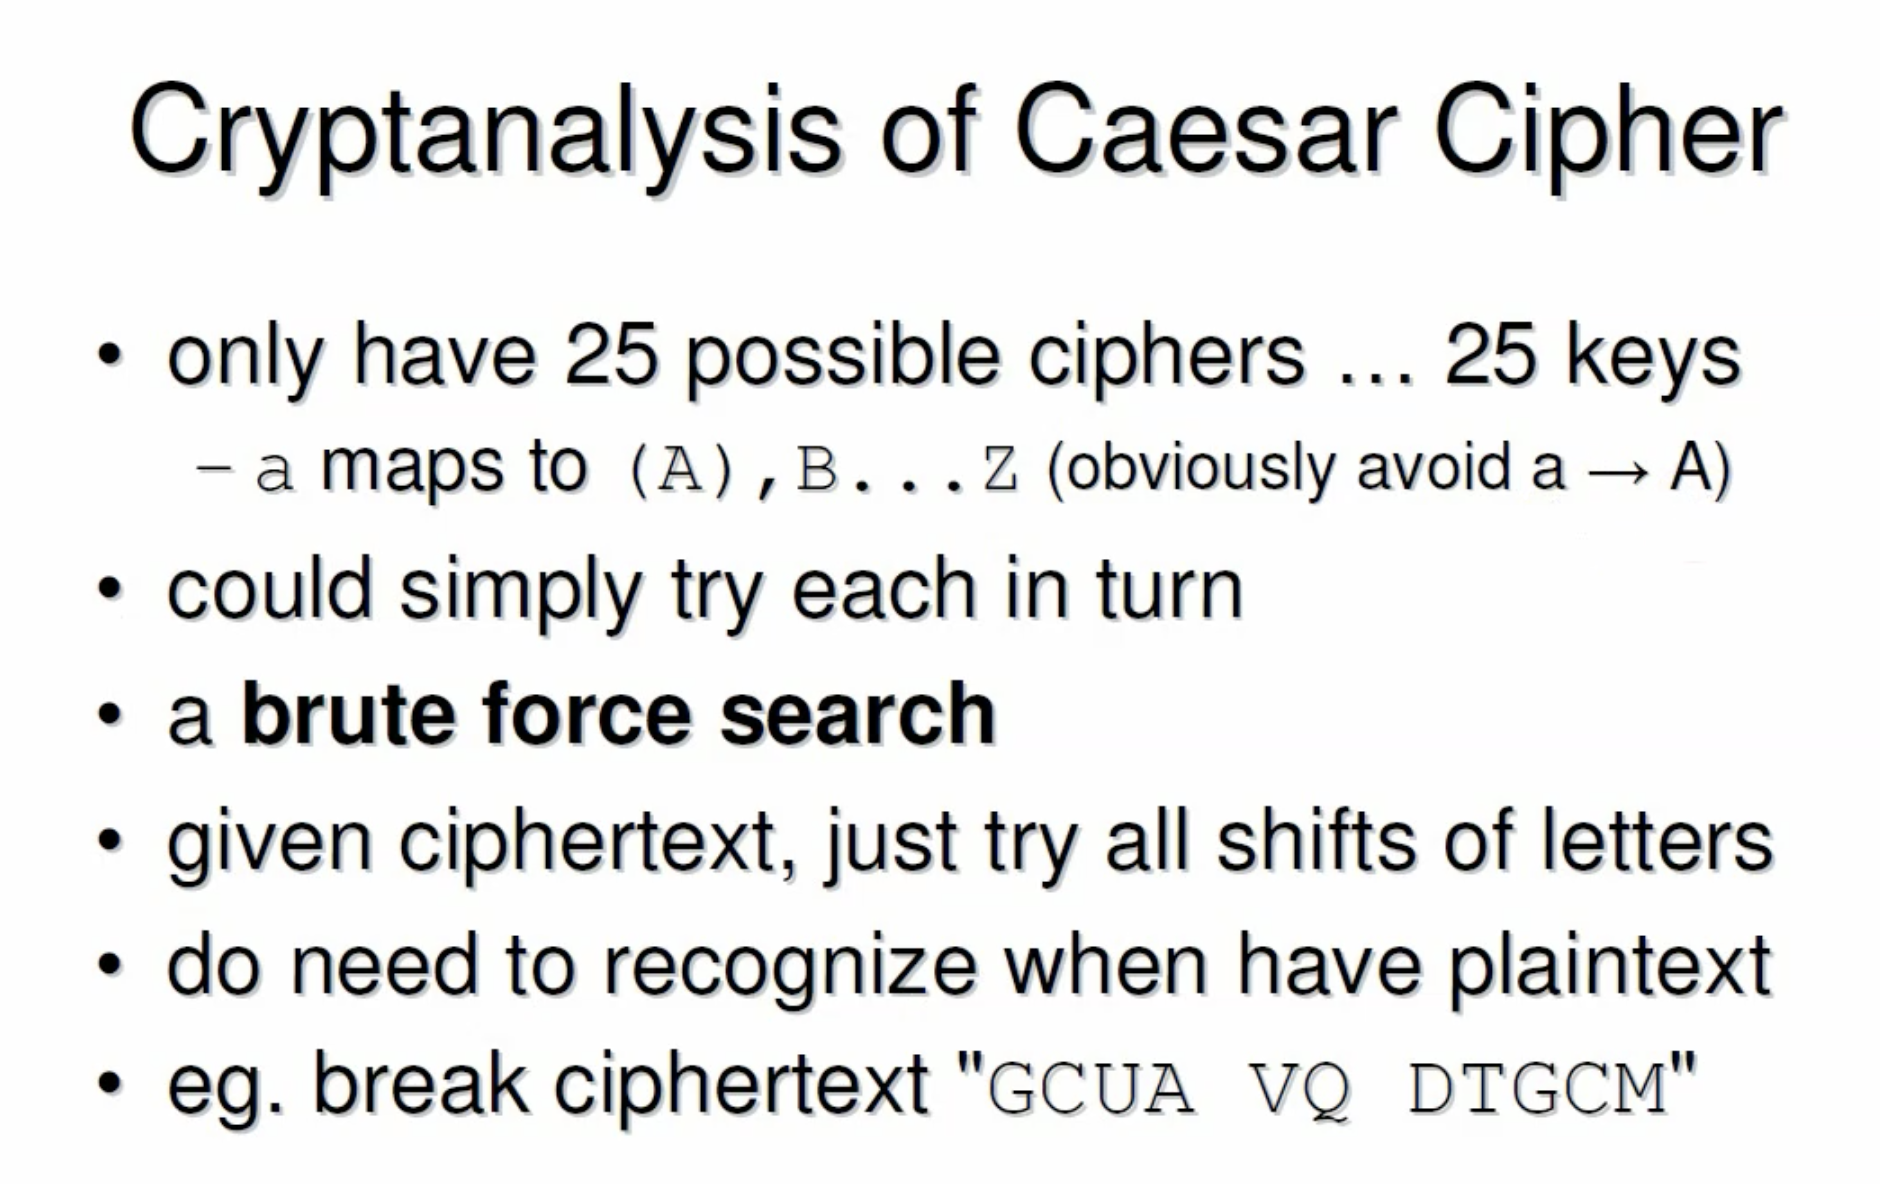 Cryptanalysis of Caesar Cipher
• only have 25 possible ciphers … 25 keys
– a maps to (A),B...Z (obviously avoid a → A)
• could simply try each in turn
• a brute force search
• given ciphertext, just try all shifts of letters
• do need to recognize when have plaintext
• eg. break ciphertext "GCUA VQ DTGCM"